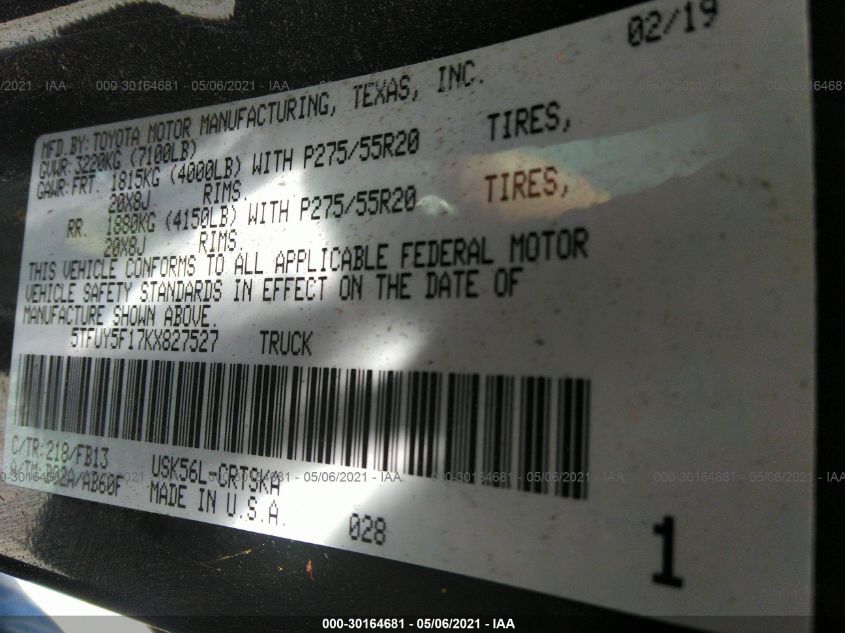 02/19
MFD.BY:TOYOTA MOTOR MANUFACTURING, TEXAS, INC.
GVWR:3220KG (7100LB)
GAWR:FRT. 1815KG (4000LB) WITH P275/55R20 TIRES,
20X8J RIMS
RR. 1880KG (4150LB) WITH P275/55R20 TIRES,
20X8J RIMS
THIS VEHICLE CONFORMS TO ALL APPLICABLE FEDERAL MOTOR
VEHICLE SAFETY STANDARDS IN EFFECT ON THE DATE OF
MANUFACTURE SHOWN ABOVE.
5TFUY5F17KX827527 TRUCK
C/TR:218/FB13
USK56L-CRTSKA
MADE IN U.S.A.
028
1
000-30164681 - 05/06/2021 - IAA